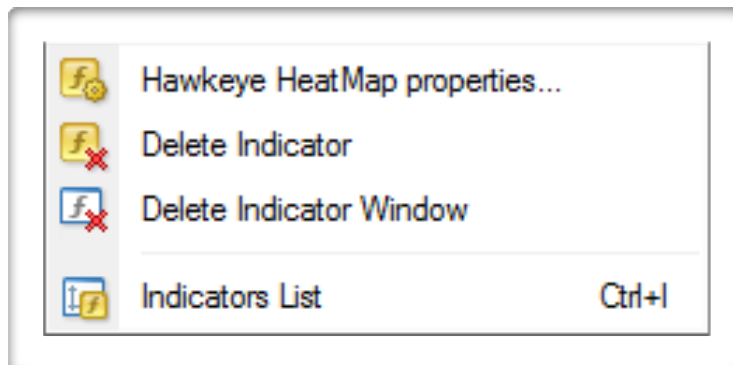 Hawkeye HeatMap properties...
Delete Indicator
Delete Indicator Window
Indicators List Ctrl+I